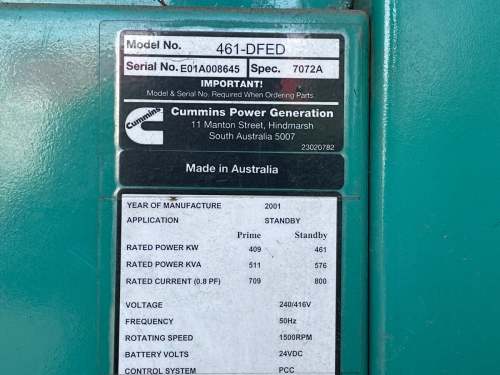 Model No. 461-DFED
Serial No. E01A008645 Spec. 7072A
IMPORTANT!
Model & Serial No. Required When Ordering Parts.
Cummins
Cummins Power Generation
11 Manton Street, Hindmarsh
South Australia 5007
23020782
Made in Australia
YEAR OF MANUFACTURE 2001
APPLICATION STANDBY
Prime Standby
RATED POWER KW 409 461
RATED POWER KVA 511 576
RATED CURRENT (0.8 PF) 709 800
VOLTAGE 240/416V
FREQUENCY 50Hz
ROTATING SPEED 1500RPM
BATTERY VOLTS 24VDC
CONTROL SYSTEM PCC